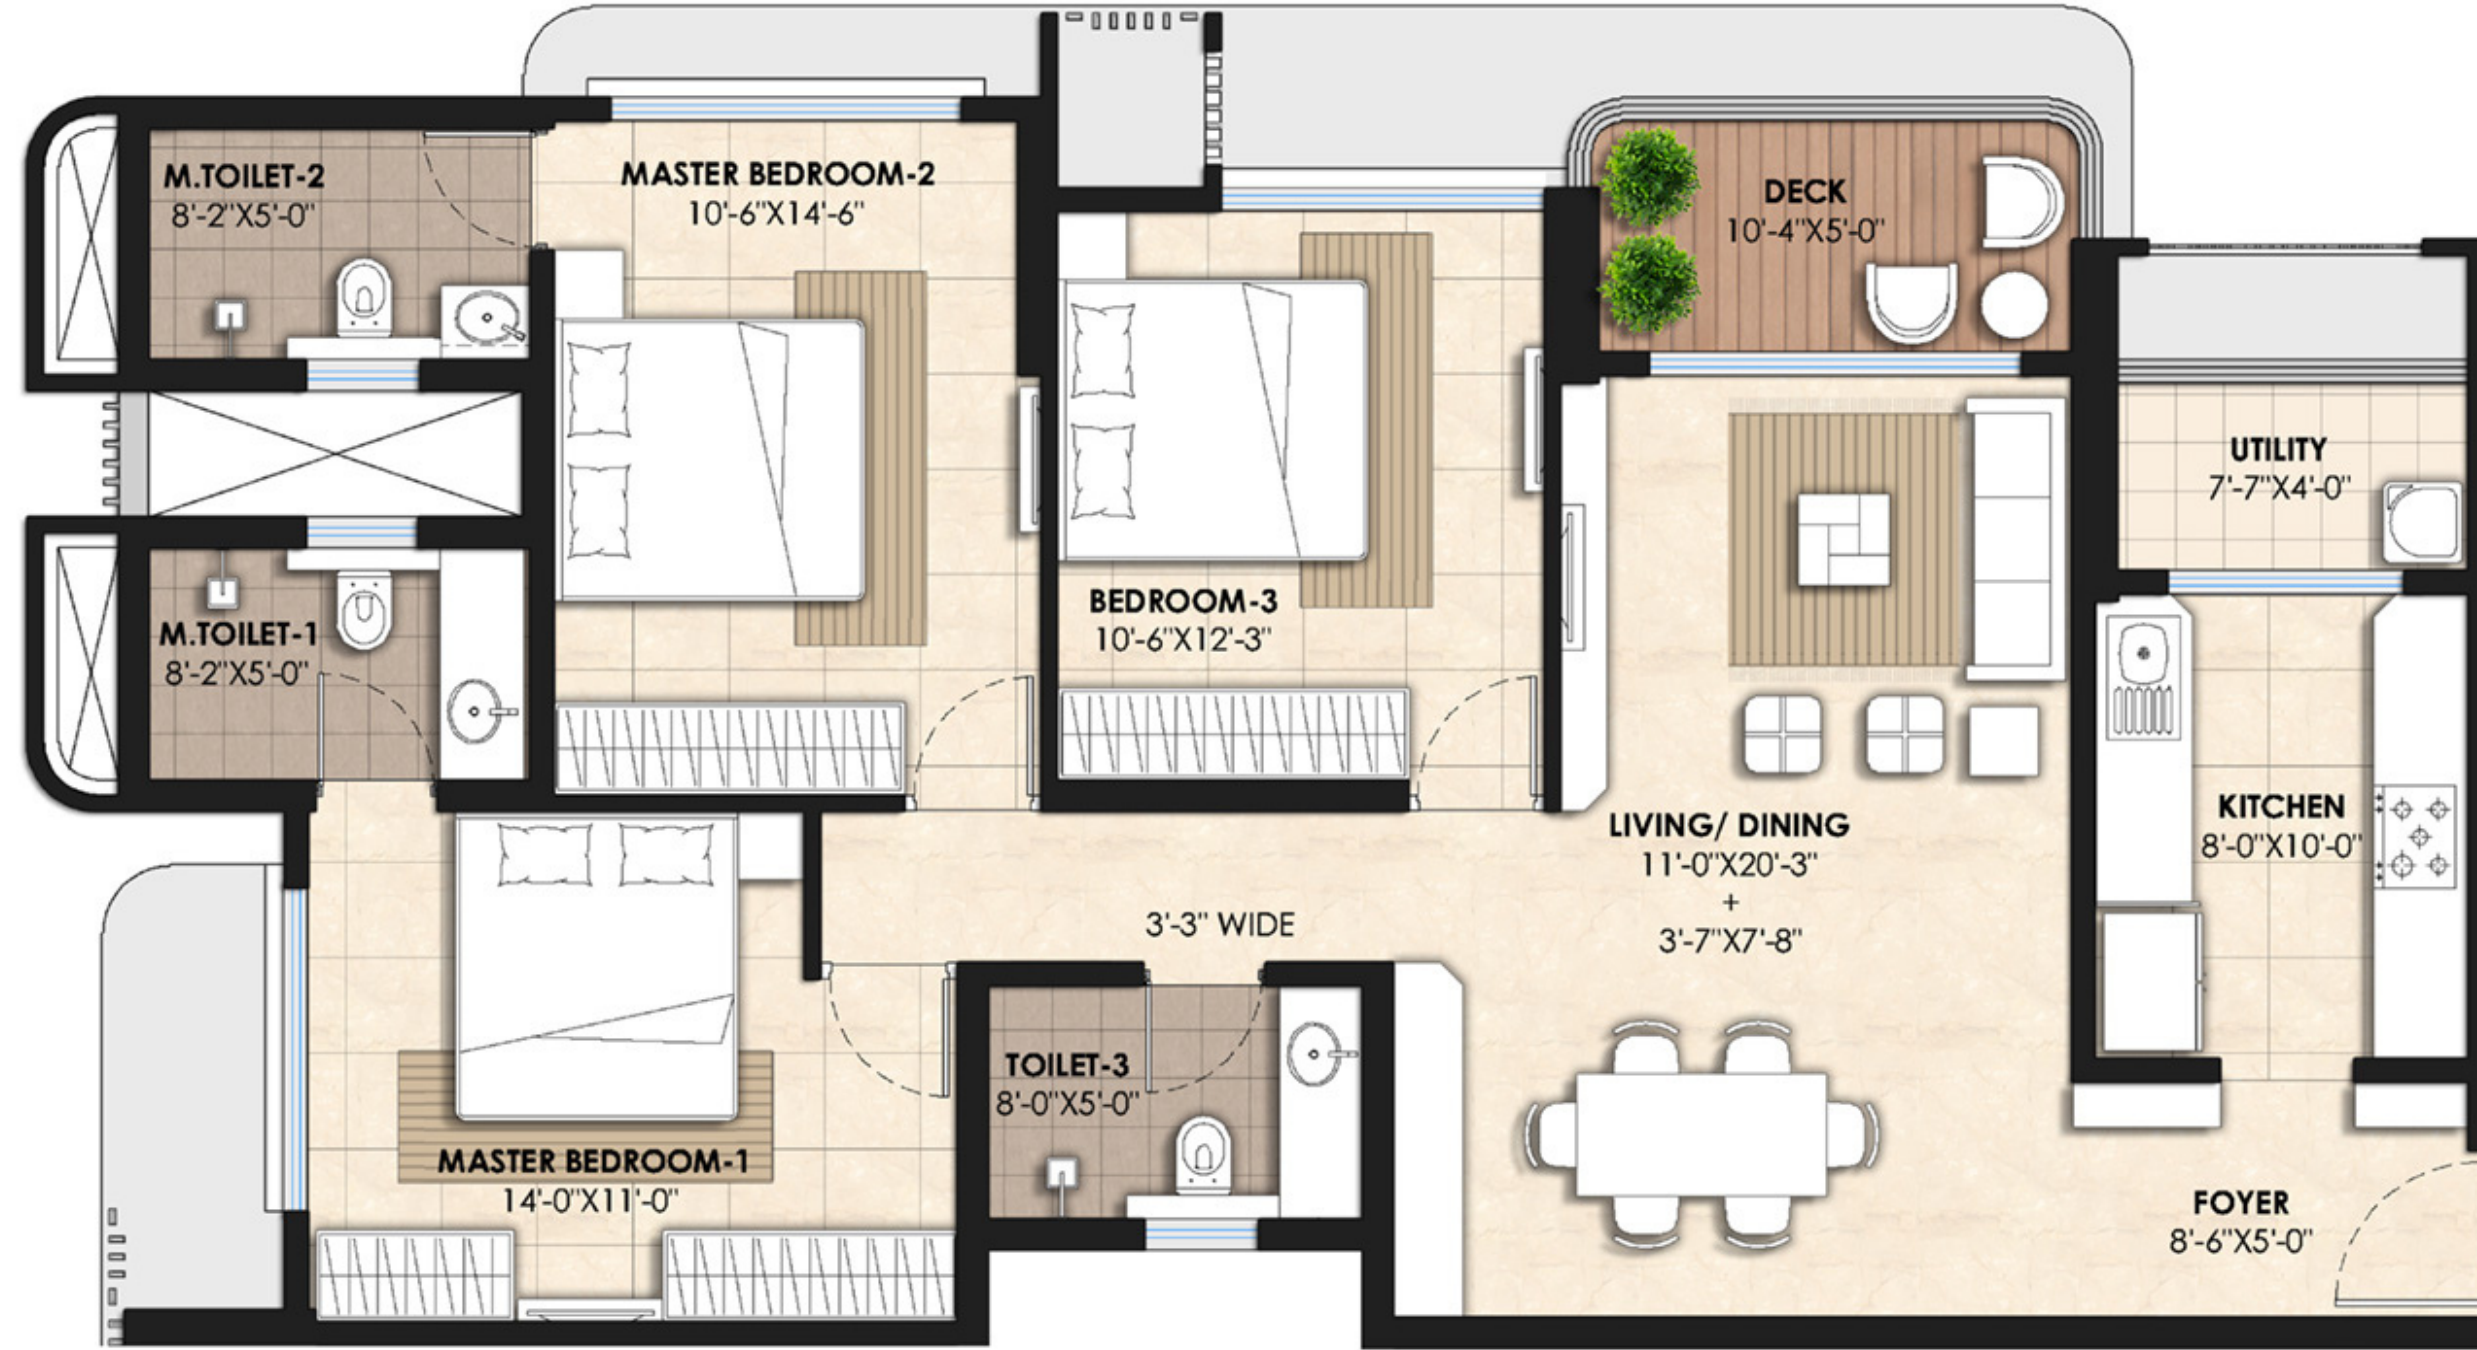 M.TOILET-2
8'-2"X5'-0"
MASTER BEDROOM-2
10'-6"X14'-6"
DECK
10'-4"X5'-0"
UTILITY
7'-7"X4'-0"
BEDROOM-3
10'-6"X12'-3"
M.TOILET-1
8'-2"X5'-0"
LIVING/ DINING
11'-0"X20'-3"
+
3'-7"X7'-8"
KITCHEN
8'-0"X10'-0"
3'-3" WIDE
TOILET-3
8'-0"X5'-0"
MASTER BEDROOM-1
14'-0"X11'-0"
FOYER
8'-6"X5'-0"